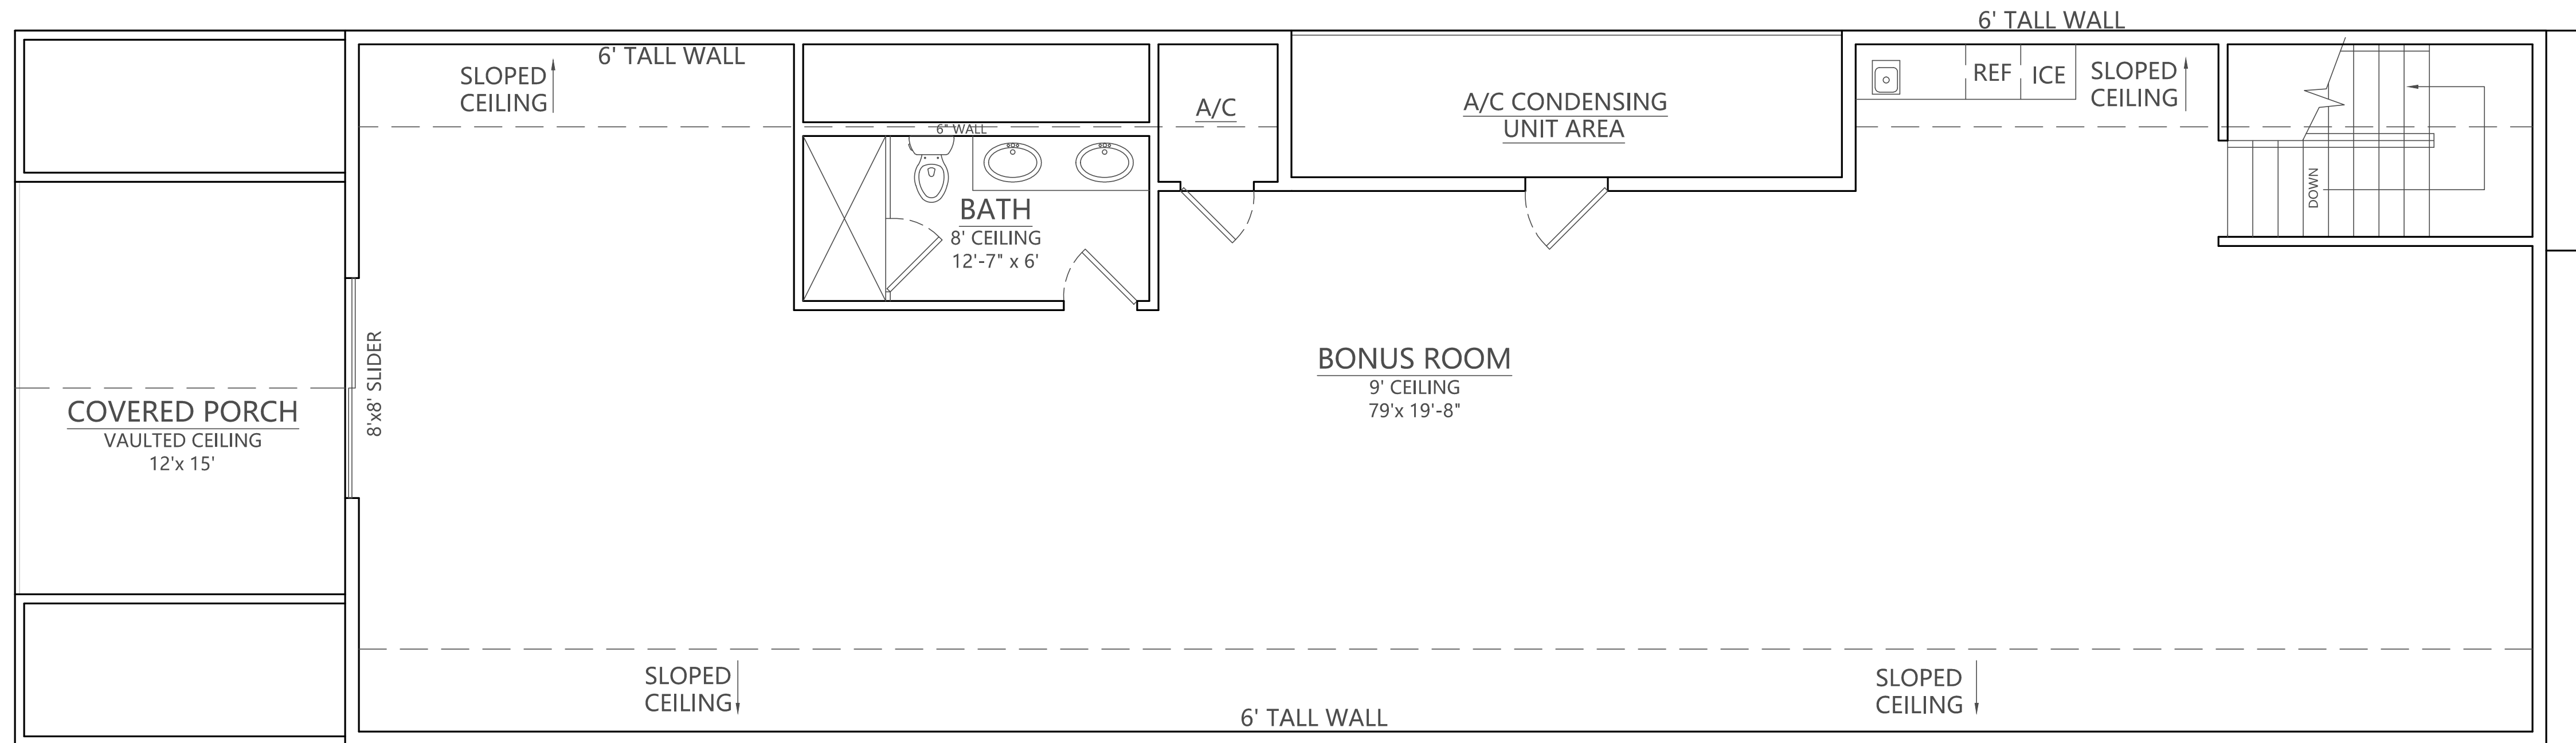 6' TALL WALL
6' TALL WALL
SLOPED
CEILING
A/C
A/C CONDENSING
UNIT AREA
REF
ICE
SLOPED
CEILING
6" WALL
DOWN
BATH
8' CEILING
12'-7" x 6'
8'x8' SLIDER
BONUS ROOM
9' CEILING
79'x 19'-8"
COVERED PORCH
VAULTED CEILING
12'x 15'
SLOPED
CEILING
SLOPED
CEILING
6' TALL WALL